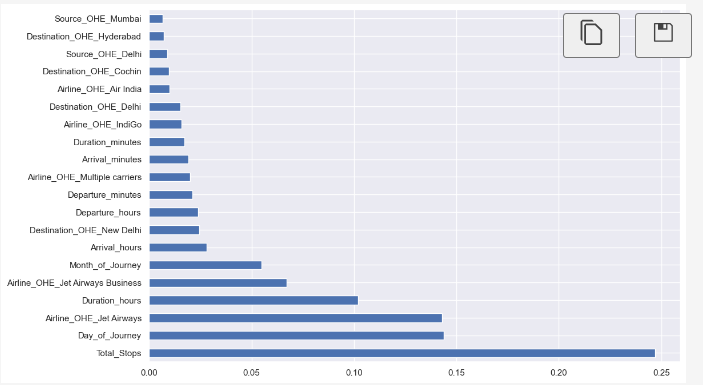 Source_OHE_Mumbai
Destination_OHE_Hyderabad
Source_OHE_Delhi
Destination_OHE_Cochin
Airline_OHE_Air India
Destination_OHE_Delhi
Airline_OHE_IndiGo
Duration_minutes
Arrival_minutes
Airline_OHE_Multiple carriers
Departure_minutes
Departure_hours
Destination_OHE_New Delhi
Arrival_hours
Month_of_Journey
Airline_OHE_Jet Airways Business
Duration_hours
Airline_OHE_Jet Airways
Day_of_Journey
Total_Stops
0.00 0.05 0.10 0.15 0.20 0.25